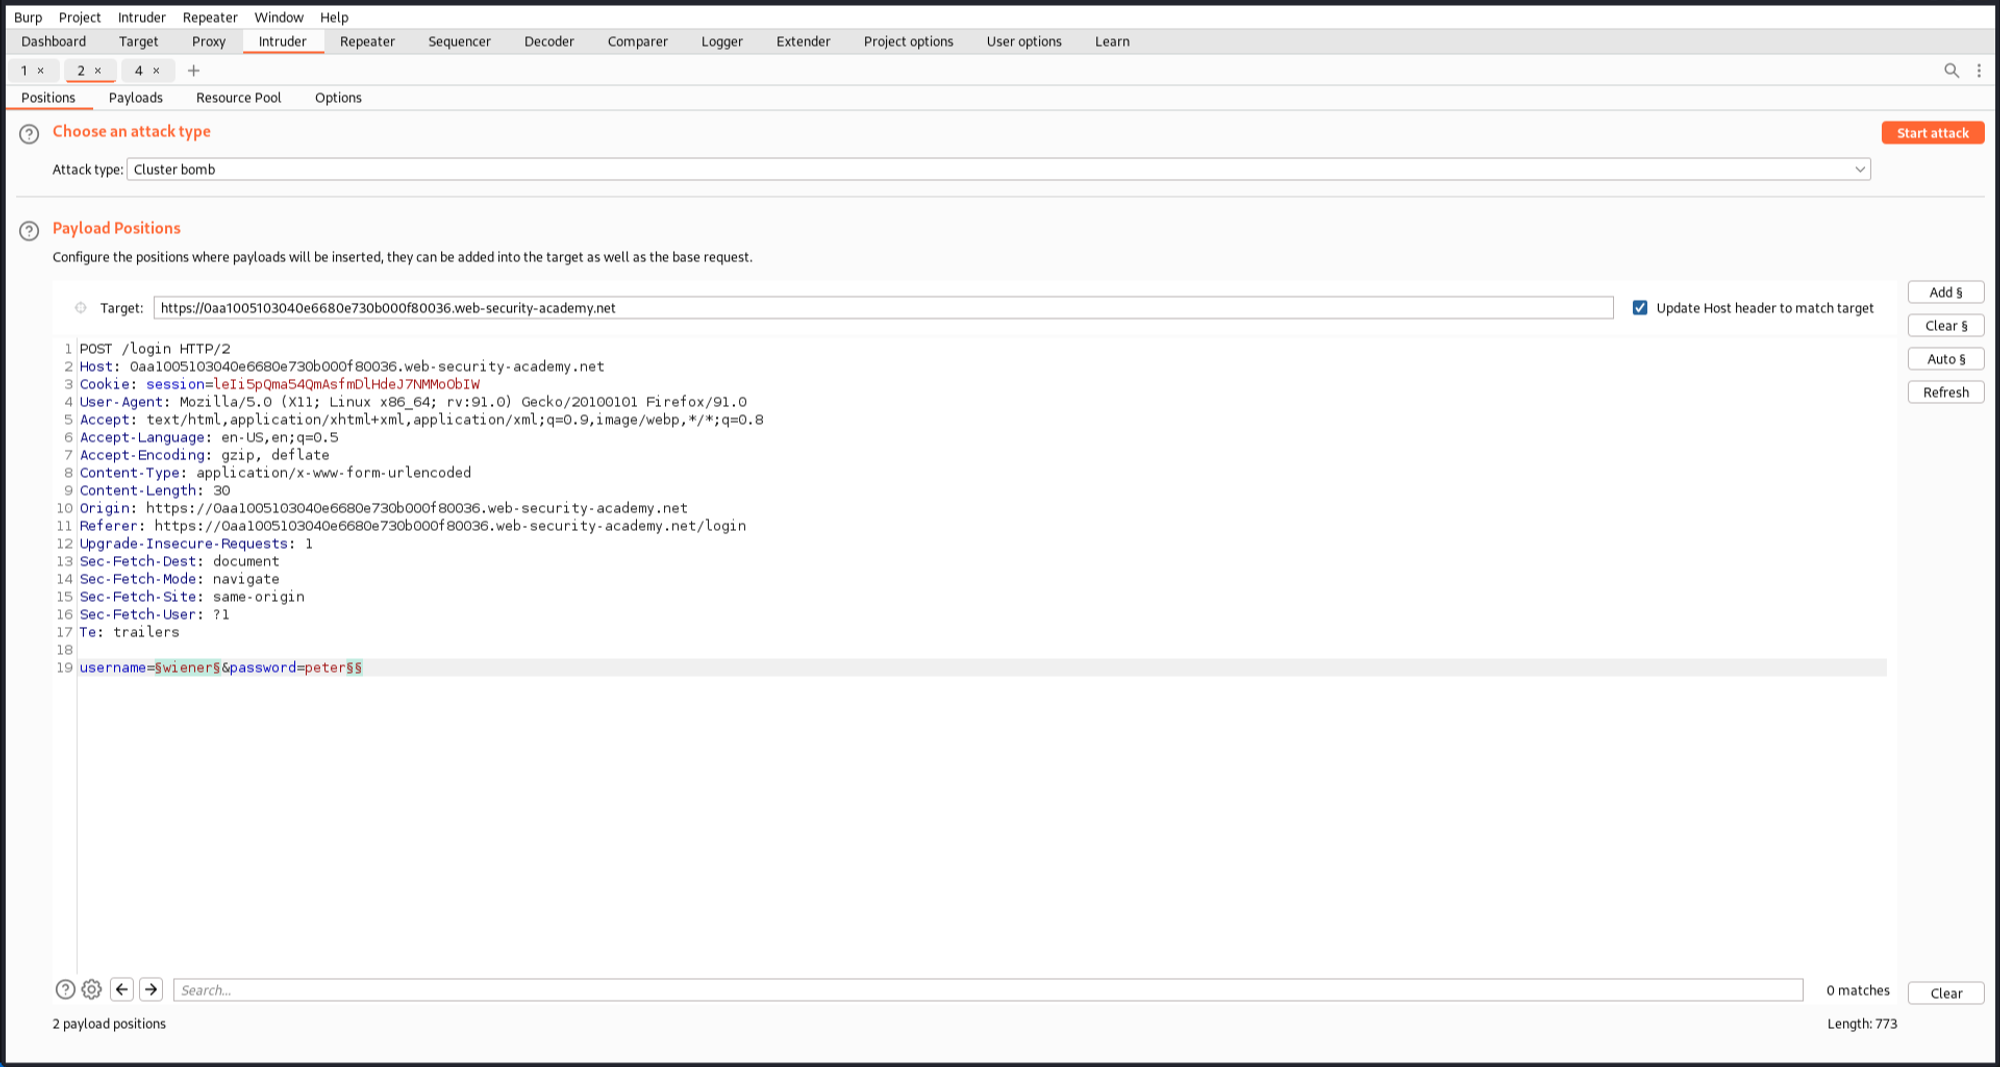 Burp Project Intruder Repeater Window Help
Dashboard Target Proxy Intruder Repeater Sequencer Decoder Comparer Logger Extender Project options User options Learn
1 × 2 × 4 × +
Positions Payloads Resource Pool Options
? Choose an attack type
Start attack
Attack type: Cluster bomb
? Payload Positions
Configure the positions where payloads will be inserted, they can be added into the target as well as the base request.
Target: https://0aa1005103040e6680e730b000f80036.web-security-academy.net Update Host header to match target
Add §
Clear §
Auto §
Refresh
1 POST /login HTTP/2
2 Host: 0aa1005103040e6680e730b000f80036.web-security-academy.net
3 Cookie: session=leIi5pQma54QmAsfmDlHdeJ7NMMoObIW
4 User-Agent: Mozilla/5.0 (X11; Linux x86_64; rv:91.0) Gecko/20100101 Firefox/91.0
5 Accept: text/html,application/xhtml+xml,application/xml;q=0.9,image/webp,*/*;q=0.8
6 Accept-Language: en-US,en;q=0.5
7 Accept-Encoding: gzip, deflate
8 Content-Type: application/x-www-form-urlencoded
9 Content-Length: 30
10 Origin: https://0aa1005103040e6680e730b000f80036.web-security-academy.net
11 Referer: https://0aa1005103040e6680e730b000f80036.web-security-academy.net/login
12 Upgrade-Insecure-Requests: 1
13 Sec-Fetch-Dest: document
14 Sec-Fetch-Mode: navigate
15 Sec-Fetch-Site: same-origin
16 Sec-Fetch-User: ?1
17 Te: trailers
18
19 username=§wiener§&password=peter§§
? Search... 0 matches Clear
2 payload positions Length: 773